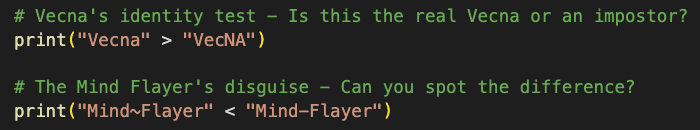 # Vecna's identity test - Is this the real Vecna or an impostor?
print("Vecna" > "VecNA")
# The Mind Flayer's disguise - Can you spot the difference?
print("Mind~Flayer" < "Mind-Flayer")